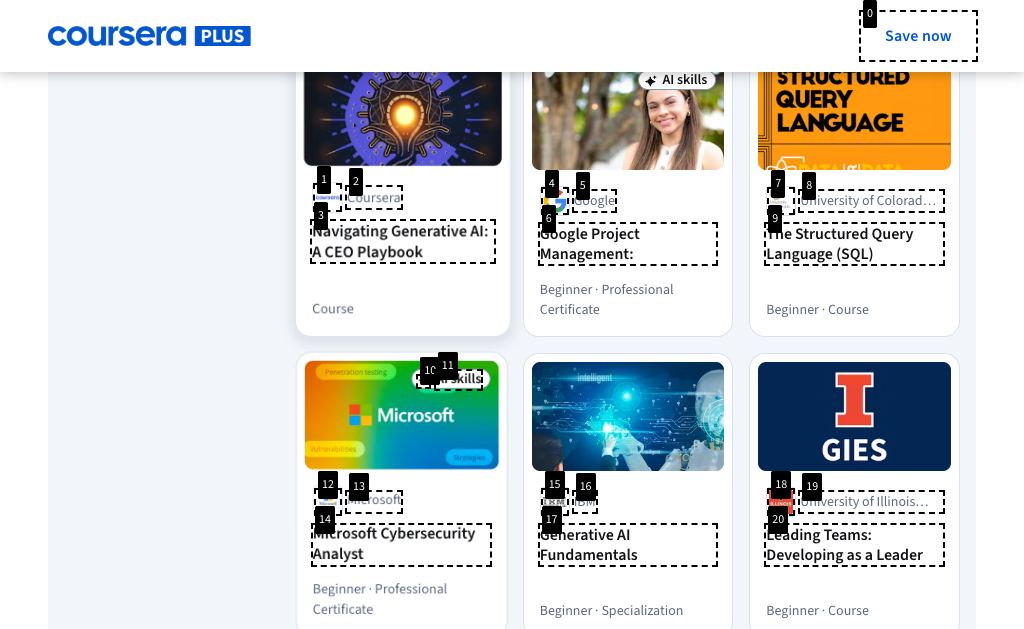 coursera PLUS
Save now
AI skills
STRUCTURED
QUERY
LANGUAGE
Coursera
Google
University of Colorad…
Navigating Generative AI:
A CEO Playbook
Google Project
Management:
The Structured Query
Language (SQL)
Course
Beginner · Professional
Certificate
Beginner · Course
Penetration testing
AI skills
Microsoft
Vulnerabilities
Strategies
intelligent
GIES
Microsoft
IBM
University of Illinois…
Microsoft Cybersecurity
Analyst
Generative AI
Fundamentals
Leading Teams:
Developing as a Leader
Beginner · Professional
Certificate
Beginner · Specialization
Beginner · Course
0
1
2
3
4
5
6
7
8
9
10
11
12
13
14
15
16
17
18
19
20